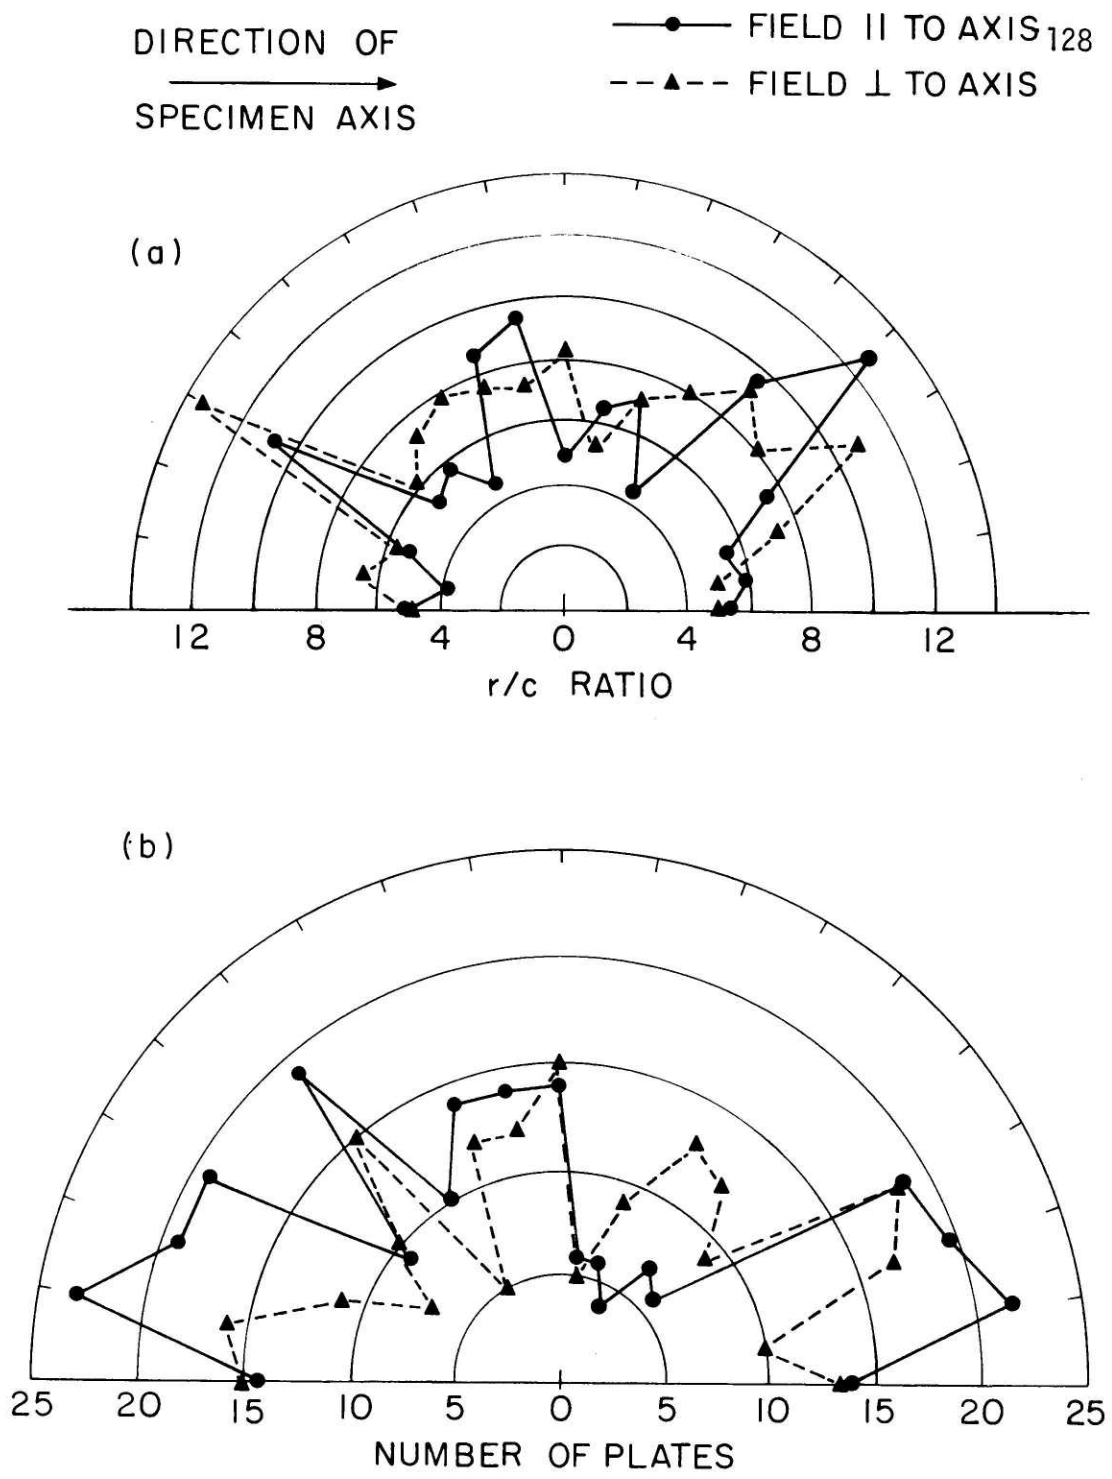 DIRECTION OF
SPECIMEN AXIS
FIELD || TO AXIS 128
FIELD ⊥ TO AXIS
(a)
12 8 4 0 4 8 12
r/c RATIO
(b)
25 20 15 10 5 0 5 10 15 20 25
NUMBER OF PLATES